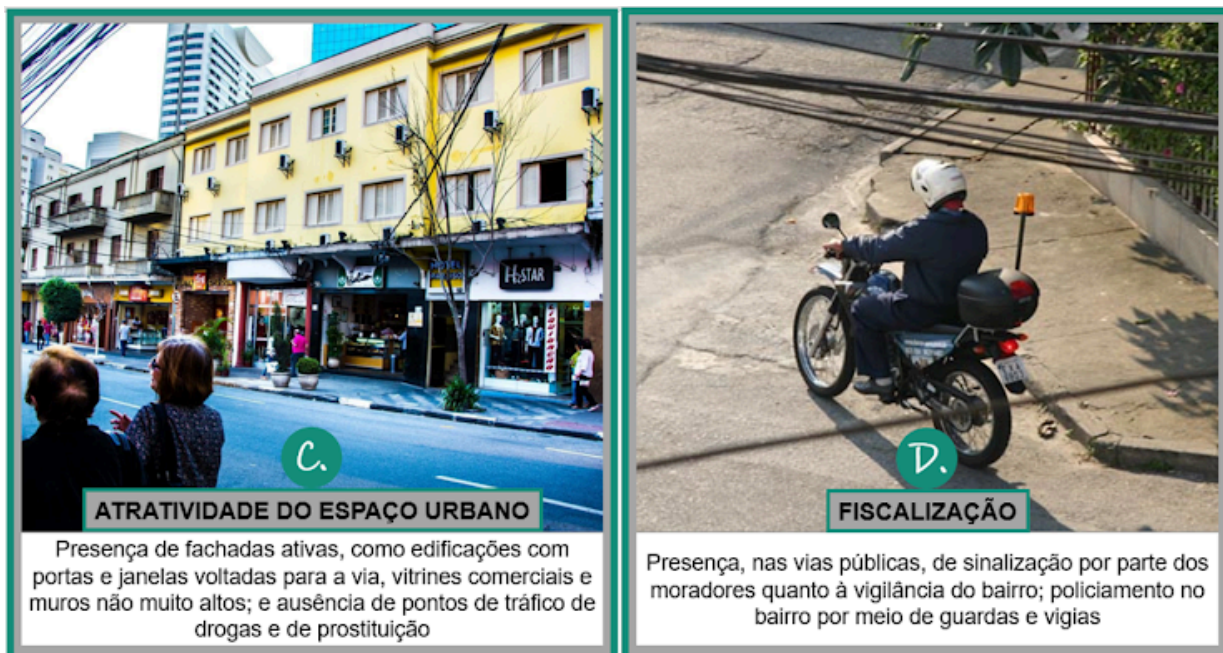 HSTAR
C.
ATRATIVIDADE DO ESPAÇO URBANO
Presença de fachadas ativas, como edificações com
portas e janelas voltadas para a via, vitrines comerciais e
muros não muito altos; e ausência de pontos de tráfico de
drogas e de prostituição
D.
FISCALIZAÇÃO
Presença, nas vias públicas, de sinalização por parte dos
moradores quanto à vigilância do bairro; policiamento no
bairro por meio de guardas e vigias